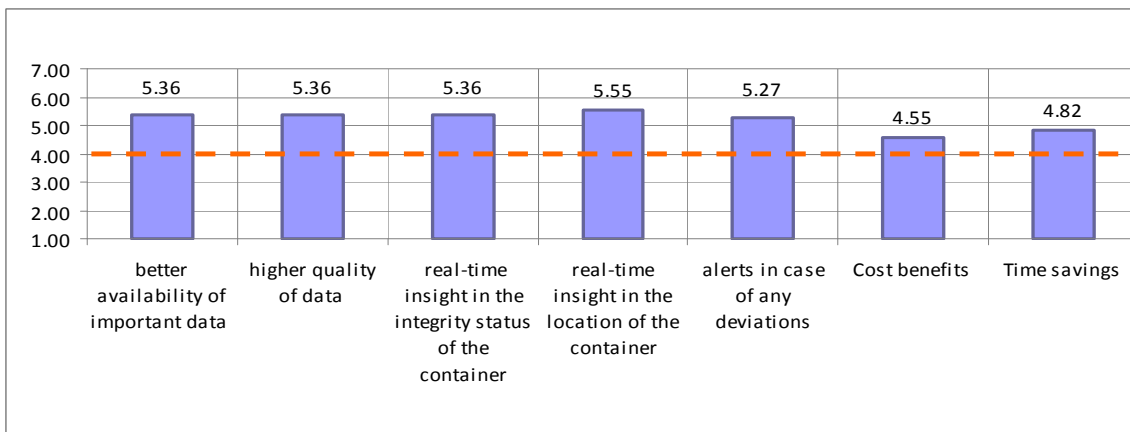 7.00
6.00
5.00
4.00
3.00
2.00
1.00
5.36
5.36
5.36
5.55
5.27
4.55
4.82
better
availability of
important data
higher quality
of data
real-time
insight in the
integrity status
of the
container
real-time
insight in the
location of the
container
alerts in case
of any
deviations
Cost benefits
Time savings